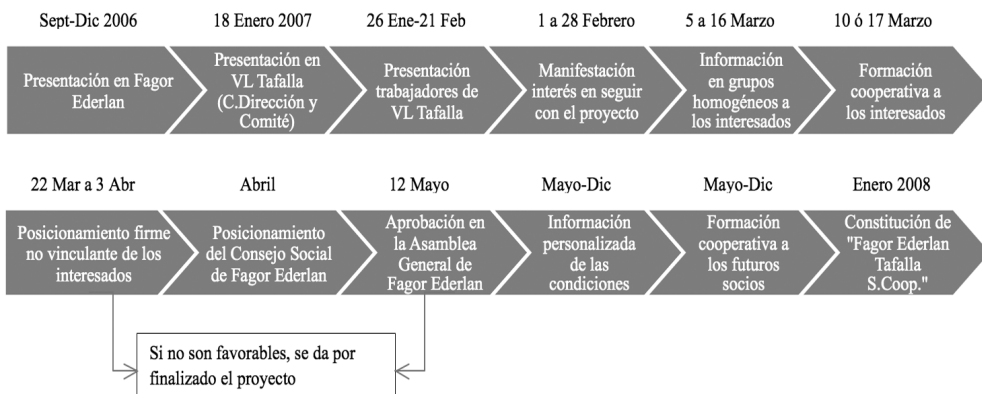 Sept-Dic 2006
18 Enero 2007
26 Ene-21 Feb
1 a 28 Febrero
5 a 16 Marzo
10 ó 17 Marzo
Presentación en Fagor
Ederlan
Presentación en
VL Tafalla
(C.Dirección y
Comité)
Presentación
trabajadores de
VL Tafalla
Manifestación
interés en seguir
con el proyecto
Información
en grupos
homogéneos a
los interesados
Formación
cooperativa a
los interesados
22 Mar a 3 Abr
Abril
12 Mayo
Mayo-Dic
Mayo-Dic
Enero 2008
Posicionamiento firme
no vinculante de los
interesados
Posicionamiento
del Consejo Social
de Fagor Ederlan
Aprobación en
la Asamblea
General de
Fagor Ederlan
Información
personalizada
de las
condiciones
Formación
cooperativa a
los futuros
socios
Constitución de
"Fagor Ederlan
Tafalla
S.Coop."
Si no son favorables, se da por
finalizado el proyecto